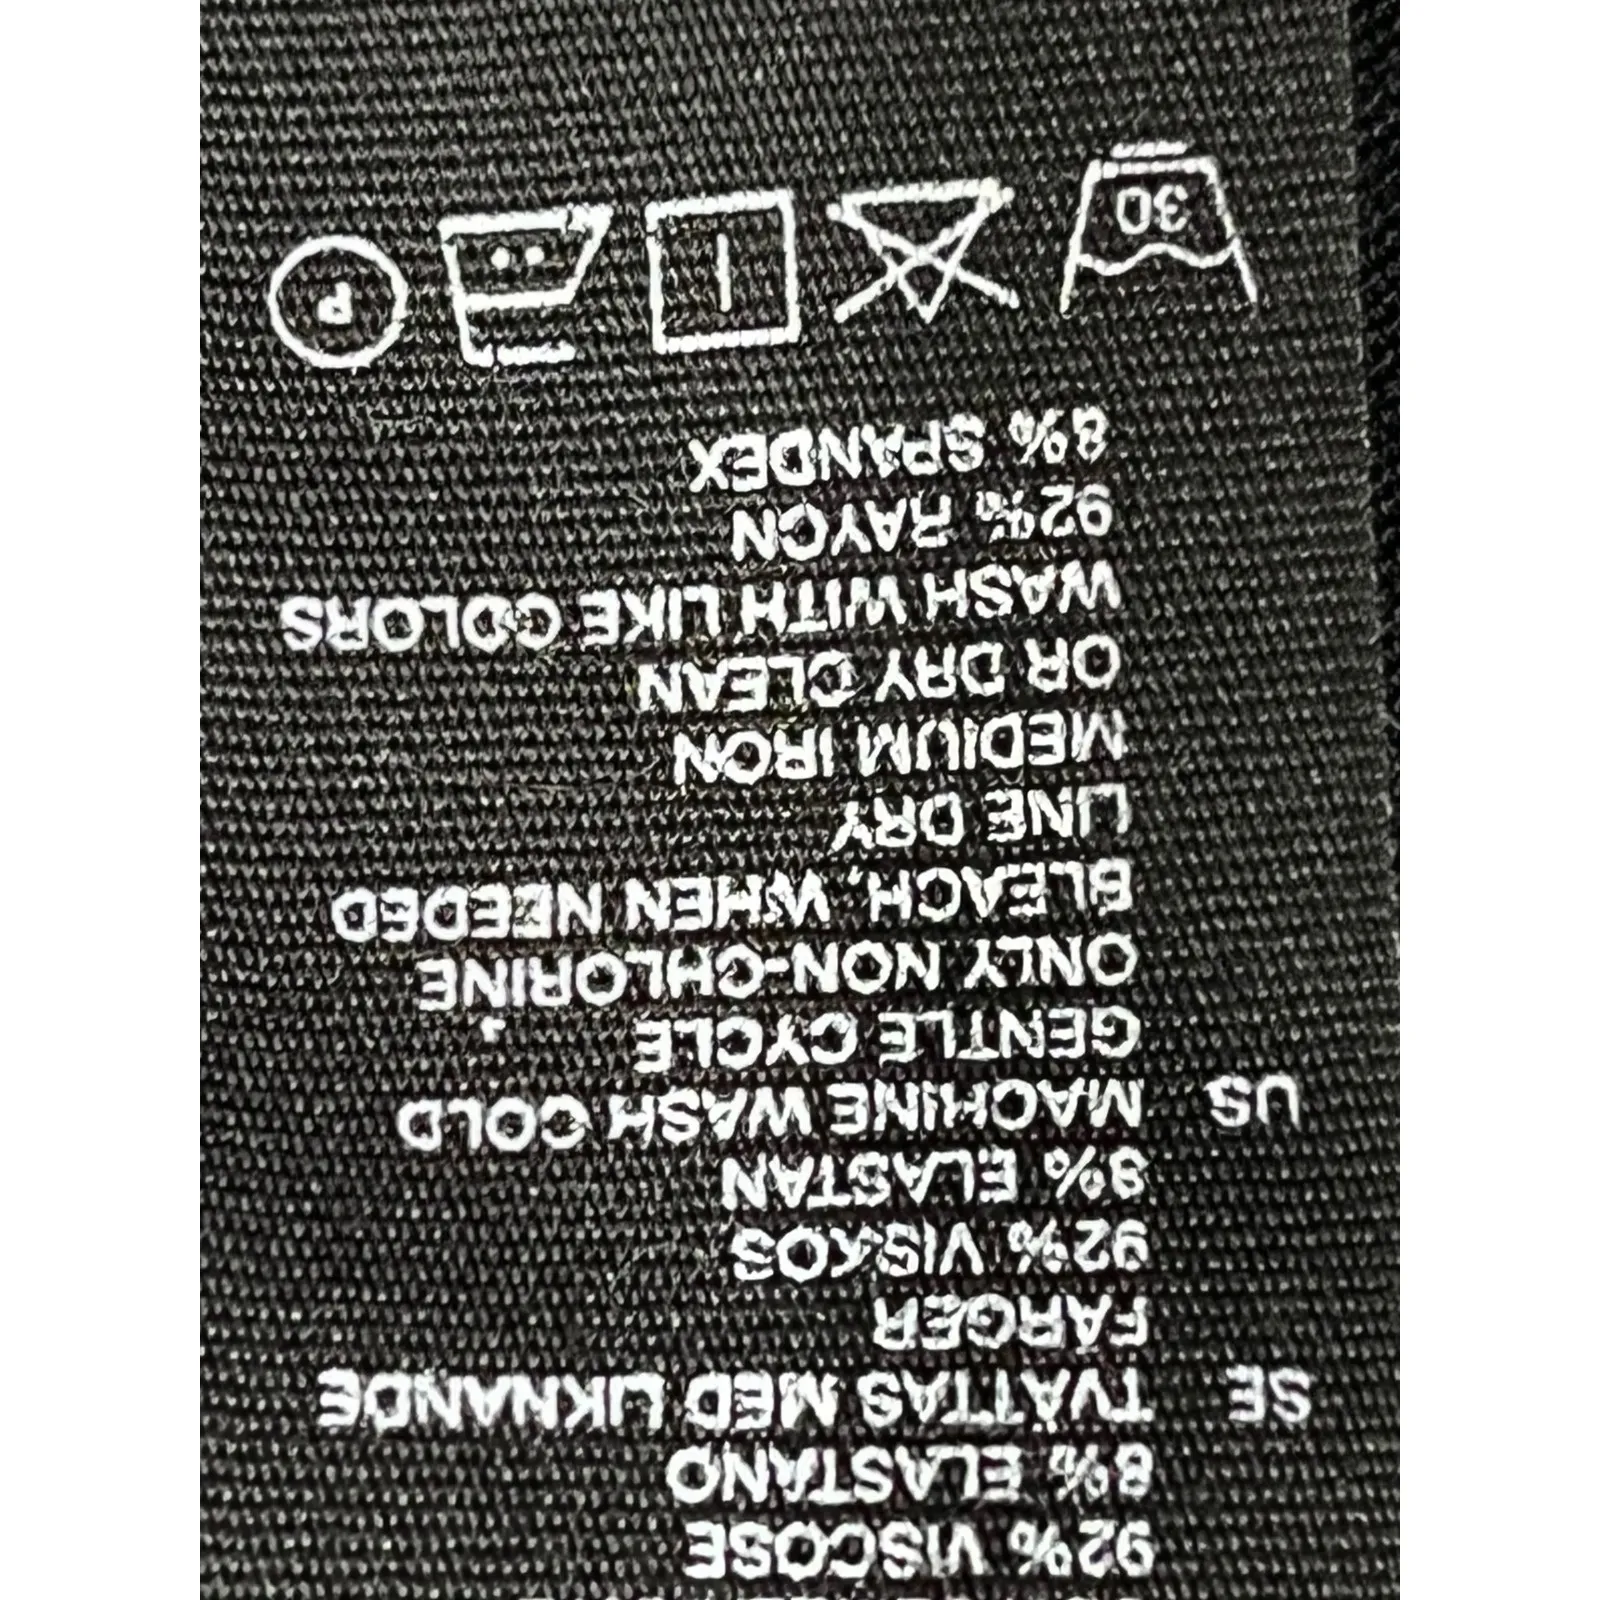 92% VISCOSE
8% ELASTANO
SE TVÄTTAS MED LIKNANDE
FÄRGER
92% VISKOS
8% ELASTAN
US MACHINE WASH COLD
GENTLE CYCLE
ONLY NON-CHLORINE
BLEACH, WHEN NEEDED
LINE DRY
MEDIUM IRON
OR DRY CLEAN
WASH WITH LIKE COLORS
92% RAYON
8% SPANDEX
30 P